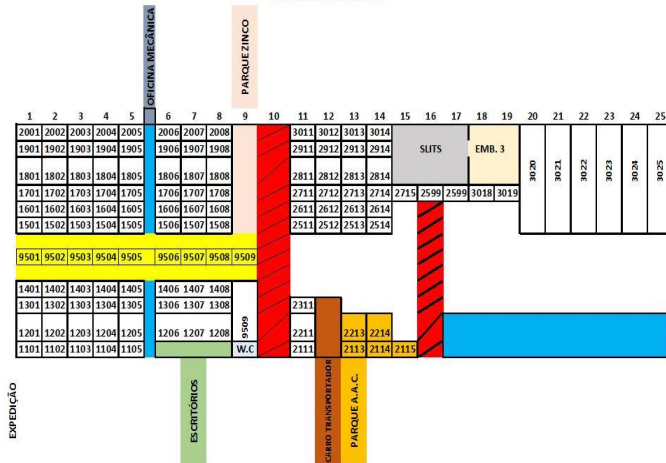 OFICINA MECÂNICA
PARQUE ZINCO
1 2 3 4 5 6 7 8 9 10 11 12 13 14 15 16 17 18 19 20 21 22 23 24 25
2001 2002 2003 2004 2005 2006 2007 2008 3011 3012 3013 3014
1901 1902 1903 1904 1905 1906 1907 1908 2911 2912 2913 2914 SLITS EMB. 3
1801 1802 1803 1804 1805 1806 1807 1808 2811 2812 2813 2814
3020 3021 3022 3023 3024 3025
1701 1702 1703 1704 1705 1706 1707 1708 2711 2712 2713 2714 2715 2599 2599 3018 3019
1601 1602 1603 1604 1605 1606 1607 1608 2611 2612 2613 2614
1501 1502 1503 1504 1505 1506 1507 1508 2511 2512 2513 2514
9501 9502 9503 9504 9505 9506 9507 9508 9509
1401 1402 1403 1404 1405 1406 1407 1408
1301 1302 1303 1304 1305 1306 1307 1308 2311
9509
1201 1202 1203 1204 1205 1206 1207 1208 2211 2213 2214
1101 1102 1103 1104 1105 W.C 2111 2113 2114 2115
EXPEDIÇÃO
ESCRITÓRIOS
CARRO TRANSPORTADOR
PARQUE A.A.C.